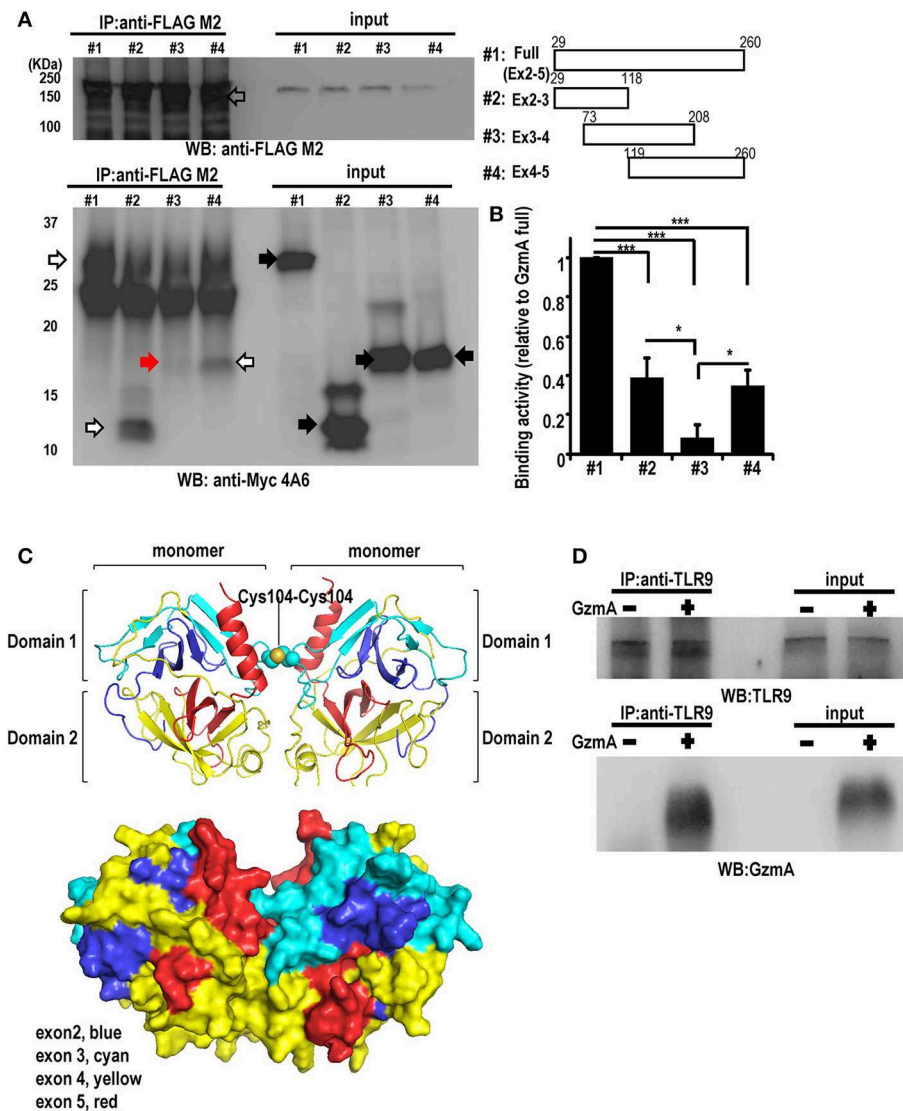 A
IP:anti-FLAG M2
input
#1 #2 #3 #4
#1 #2 #3 #4
(KDa)
250
150
100
WB: anti-FLAG M2
IP:anti-FLAG M2
input
#1 #2 #3 #4
#1 #2 #3 #4
37
25
20
15
10
WB: anti-Myc 4A6
29 260
#1: Full
(Ex2-5)
29 118
#2: Ex2-3
73 208
#3: Ex3-4
119 260
#4: Ex4-5
B
Binding activity (relative to GzmA full)
***
***
***
*
*
1
0.8
0.6
0.4
0.2
0
#1 #2 #3 #4
C
monomer
monomer
Cys104-Cys104
Domain 1
Domain 1
Domain 2
Domain 2
exon2, blue
exon 3, cyan
exon 4, yellow
exon 5, red
D
IP:anti-TLR9
input
GzmA - + - +
WB:TLR9
IP:anti-TLR9
input
GzmA - + - +
WB:GzmA